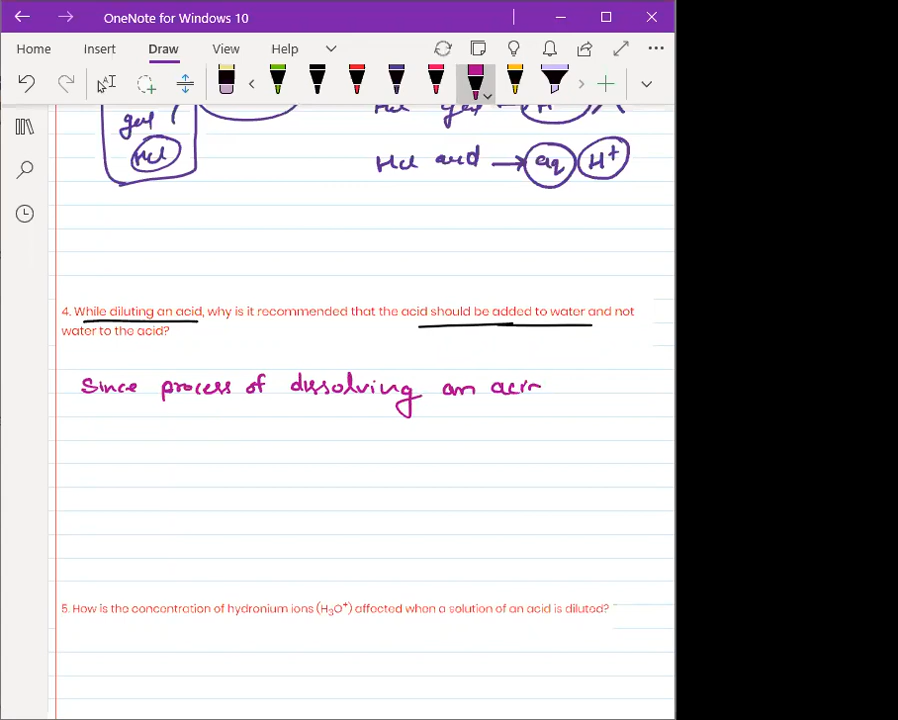 OneNote for Windows 10
Home Insert Draw View Help
gas
HCl
HCl gas → H+
HCl acid → aq H+
4. While diluting an acid, why is it recommended that the acid should be added to water and not
water to the acid?
Since process of dissolving an aci
5. How is the concentration of hydronium ions (H₃O⁺) affected when a solution of an acid is diluted?